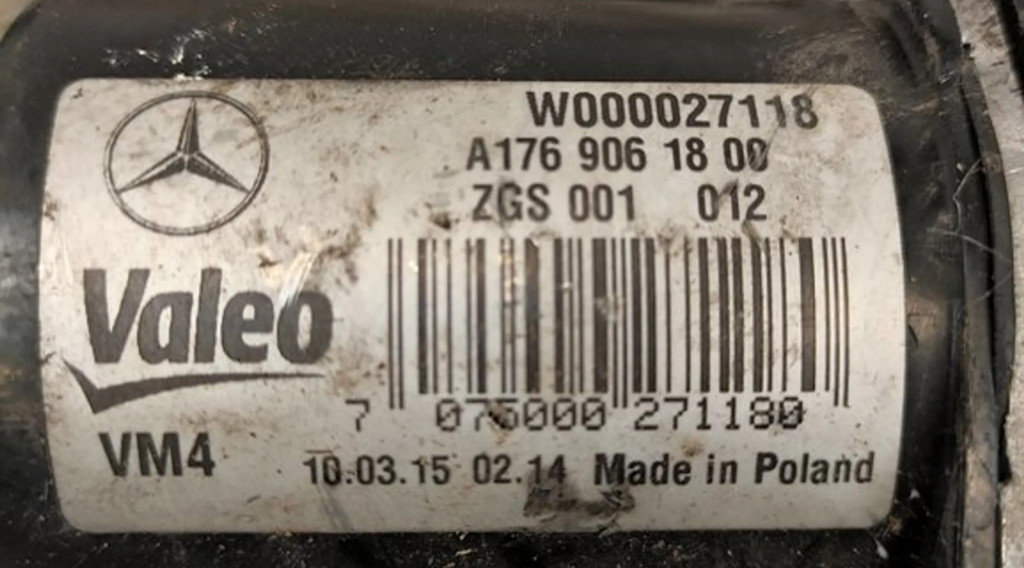 W000027118
A176 906 18 00
ZGS 001 012
Valeo
7 075000 271180
VM4
10.03.15 02.14 Made in Poland